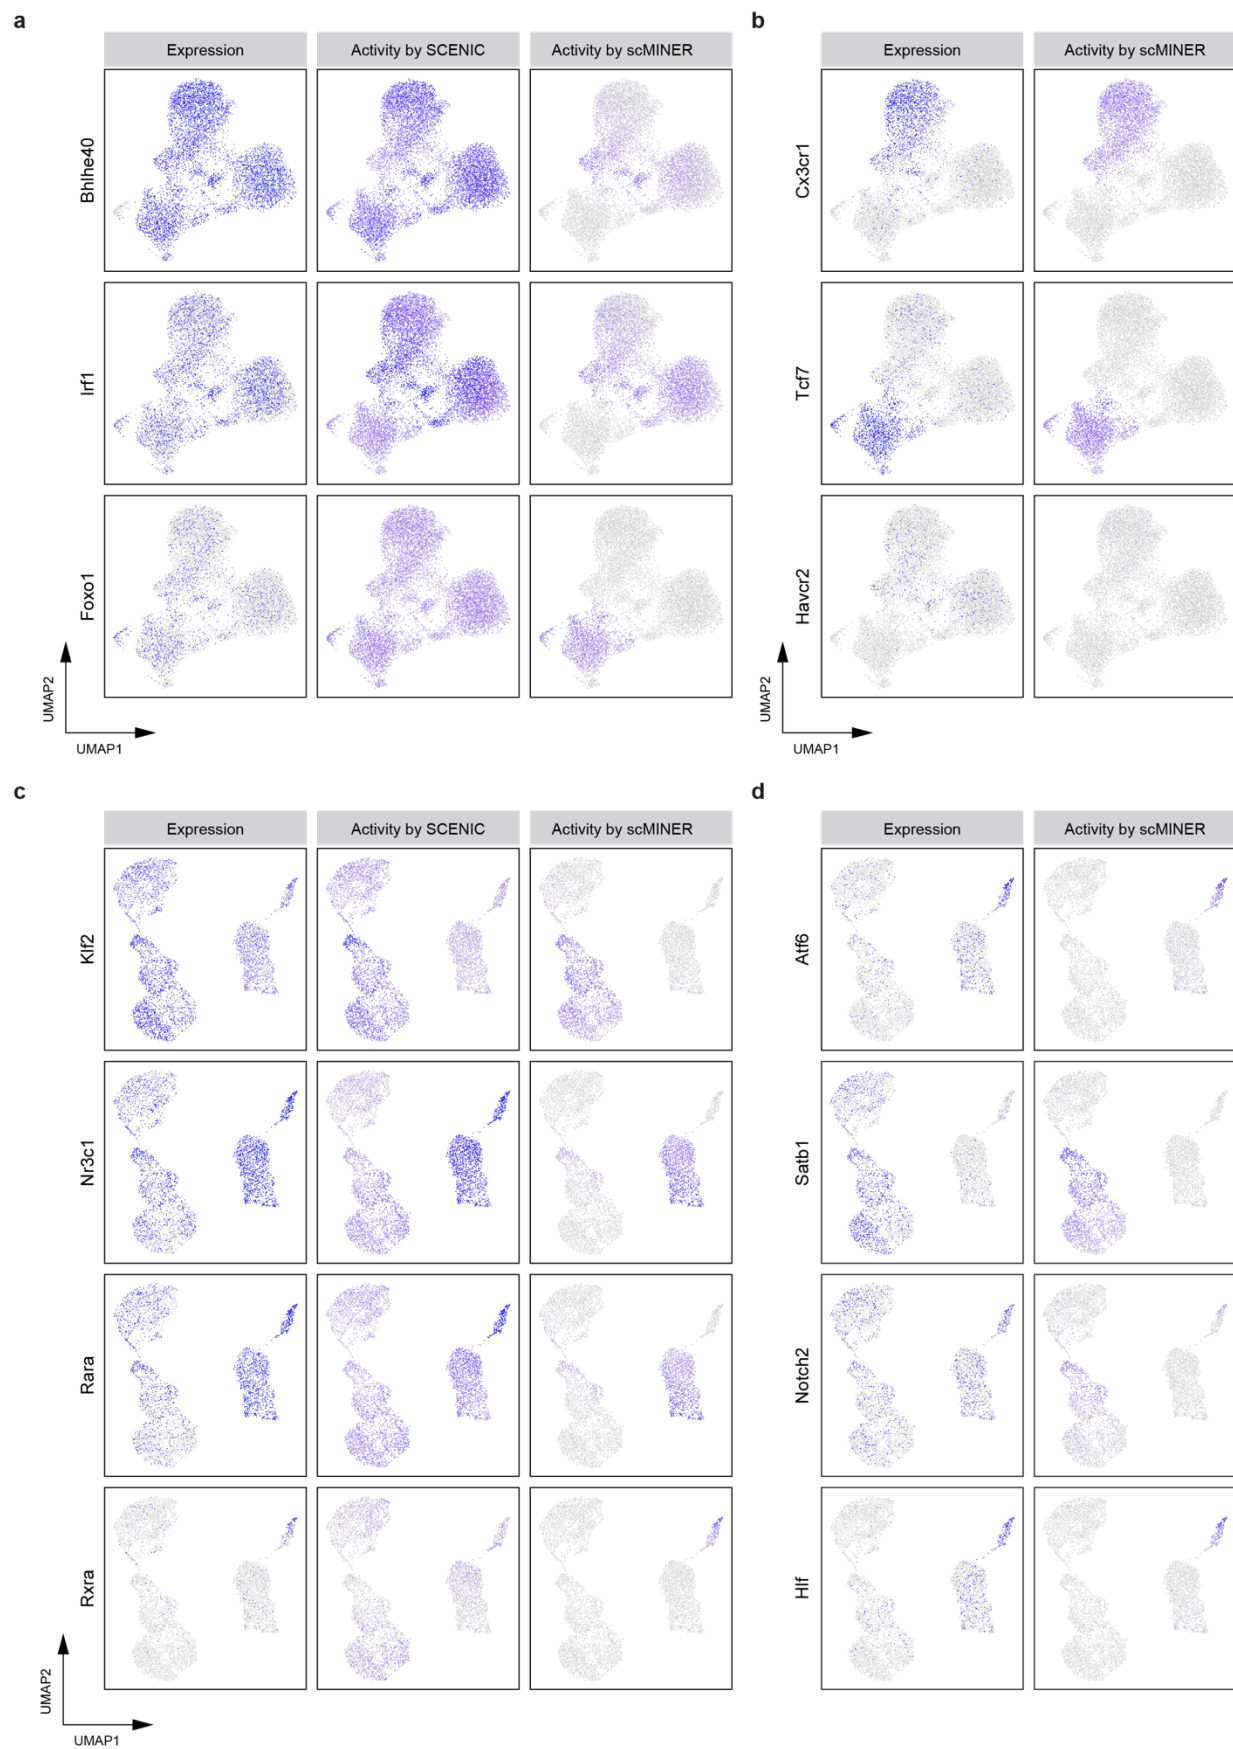 a
Expression
Activity by SCENIC
Activity by scMINER
Bhlhe40
Irf1
Foxo1
UMAP2
UMAP1
b
Expression
Activity by scMINER
Cx3cr1
Tcf7
Havcr2
UMAP2
UMAP1
c
Expression
Activity by SCENIC
Activity by scMINER
Klf2
Nr3c1
Rara
Rxra
UMAP2
UMAP1
d
Expression
Activity by scMINER
Atf6
Satb1
Notch2
Hlf